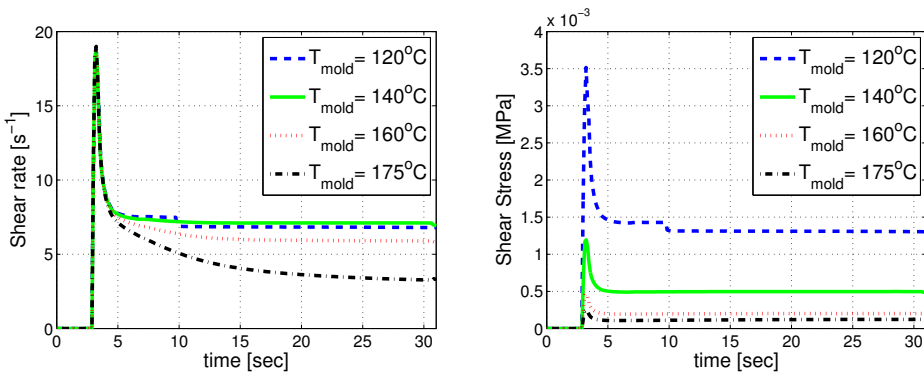 20
15
10
5
0
Shear rate [s⁻¹]
0 5 10 15 20 25 30
time [sec]
T_mold= 120°C
T_mold= 140°C
T_mold= 160°C
T_mold= 175°C
x 10⁻³
4
3.5
3
2.5
2
1.5
1
0.5
0
Shear Stress [MPa]
0 5 10 15 20 25 30
time [sec]
T_mold= 120°C
T_mold= 140°C
T_mold= 160°C
T_mold= 175°C